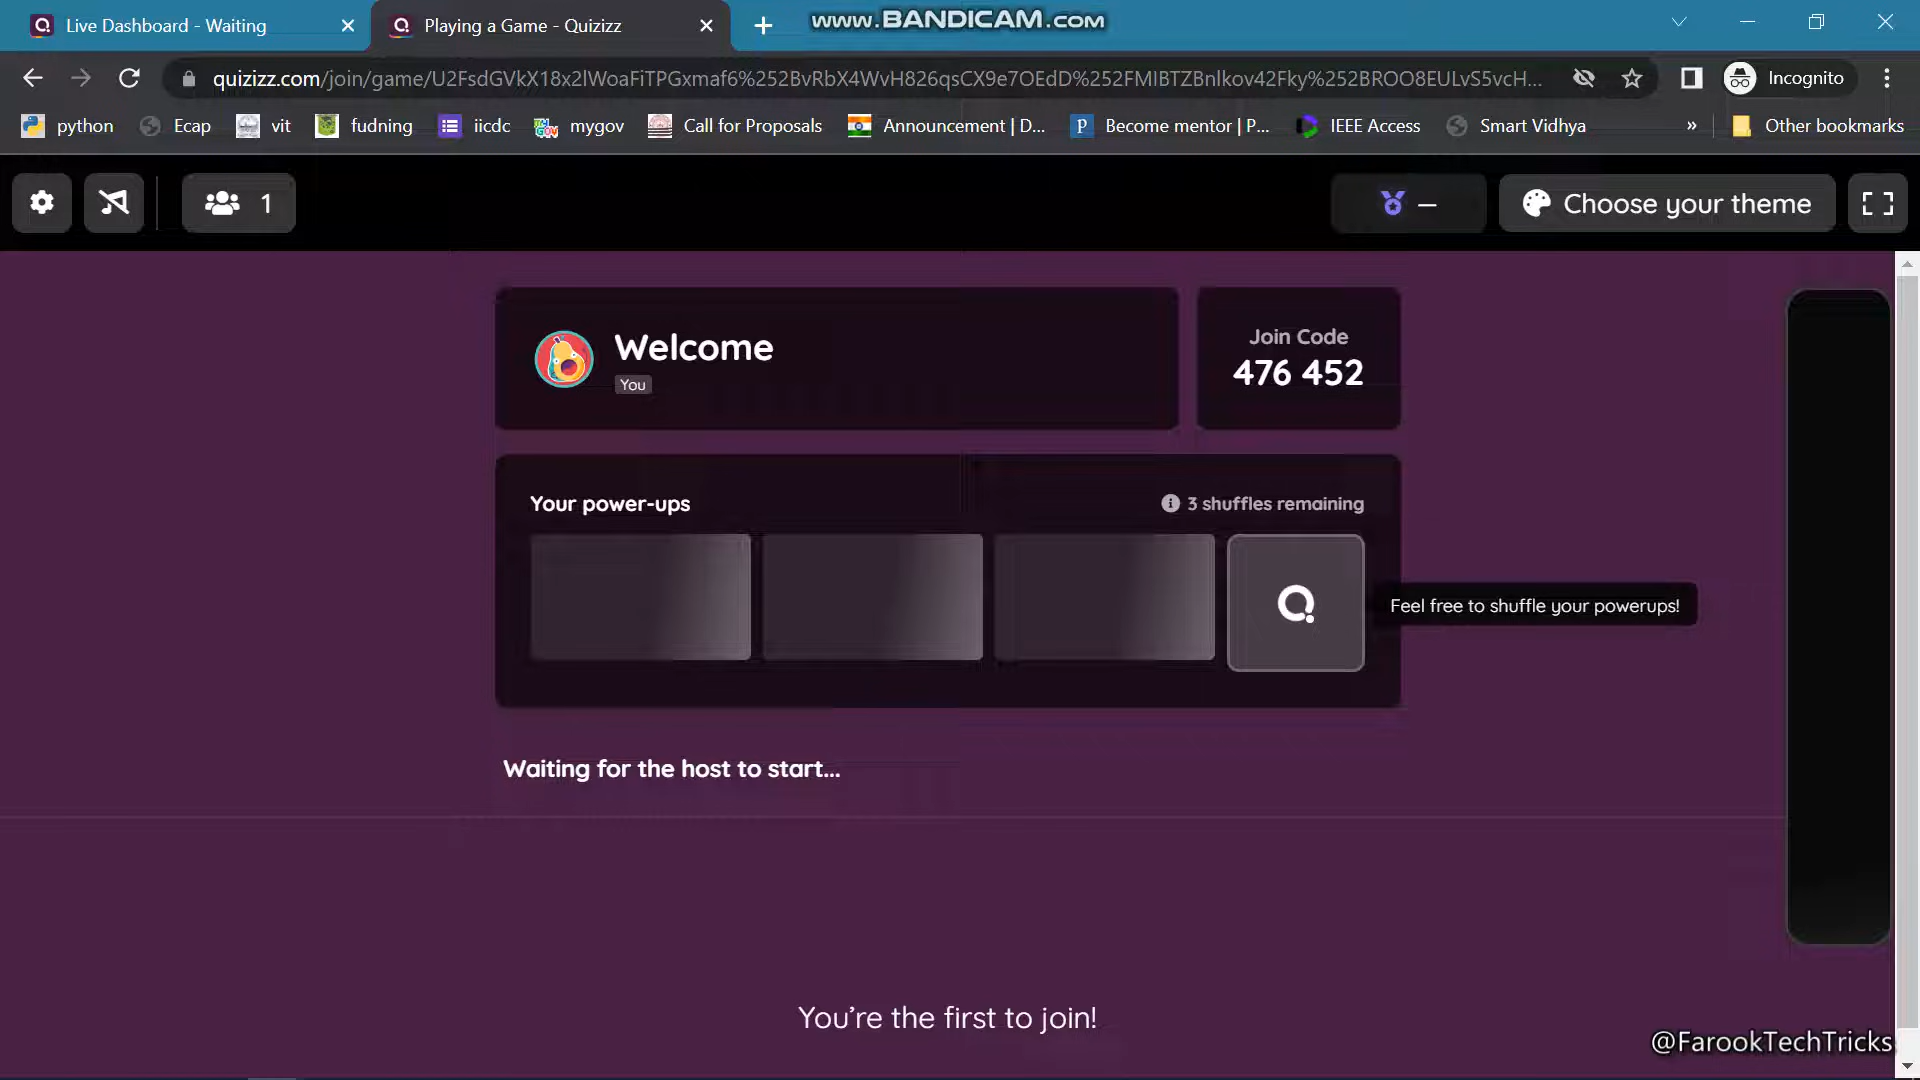 Live Dashboard - Waiting
Playing a Game - Quizizz
www.BANDICAM.com
quizizz.com/join/game/U2FsdGVkX18x2lWoaFiTPGxmaf6%252BvRbX4WvH826qsCX9e7OEdD%252FMIBTZBnlkov42Fky%252BROO8EULvS5vcH...
Incognito
python
Ecap
vit
fudning
iicdc
mygov
Call for Proposals
Announcement | D...
Become mentor | P...
IEEE Access
Smart Vidhya
»
Other bookmarks
1
—
Choose your theme
Welcome
You
Join Code
476 452
Your power-ups
3 shuffles remaining
Feel free to shuffle your powerups!
Waiting for the host to start...
You’re the first to join!
@FarookTechTricks